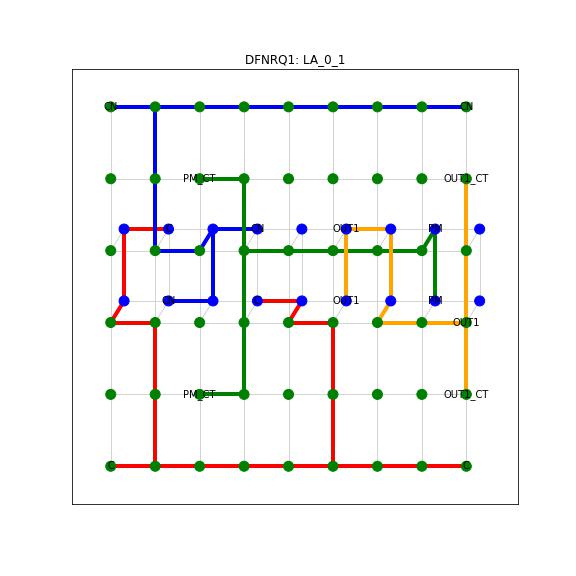 DFNRQ1: LA_0_1
CN CN
PM_CT OUT1_CT
C CN OUT1 PM
CN C OUT1 PM
OUT1
PM_CT OUT1_CT
C C